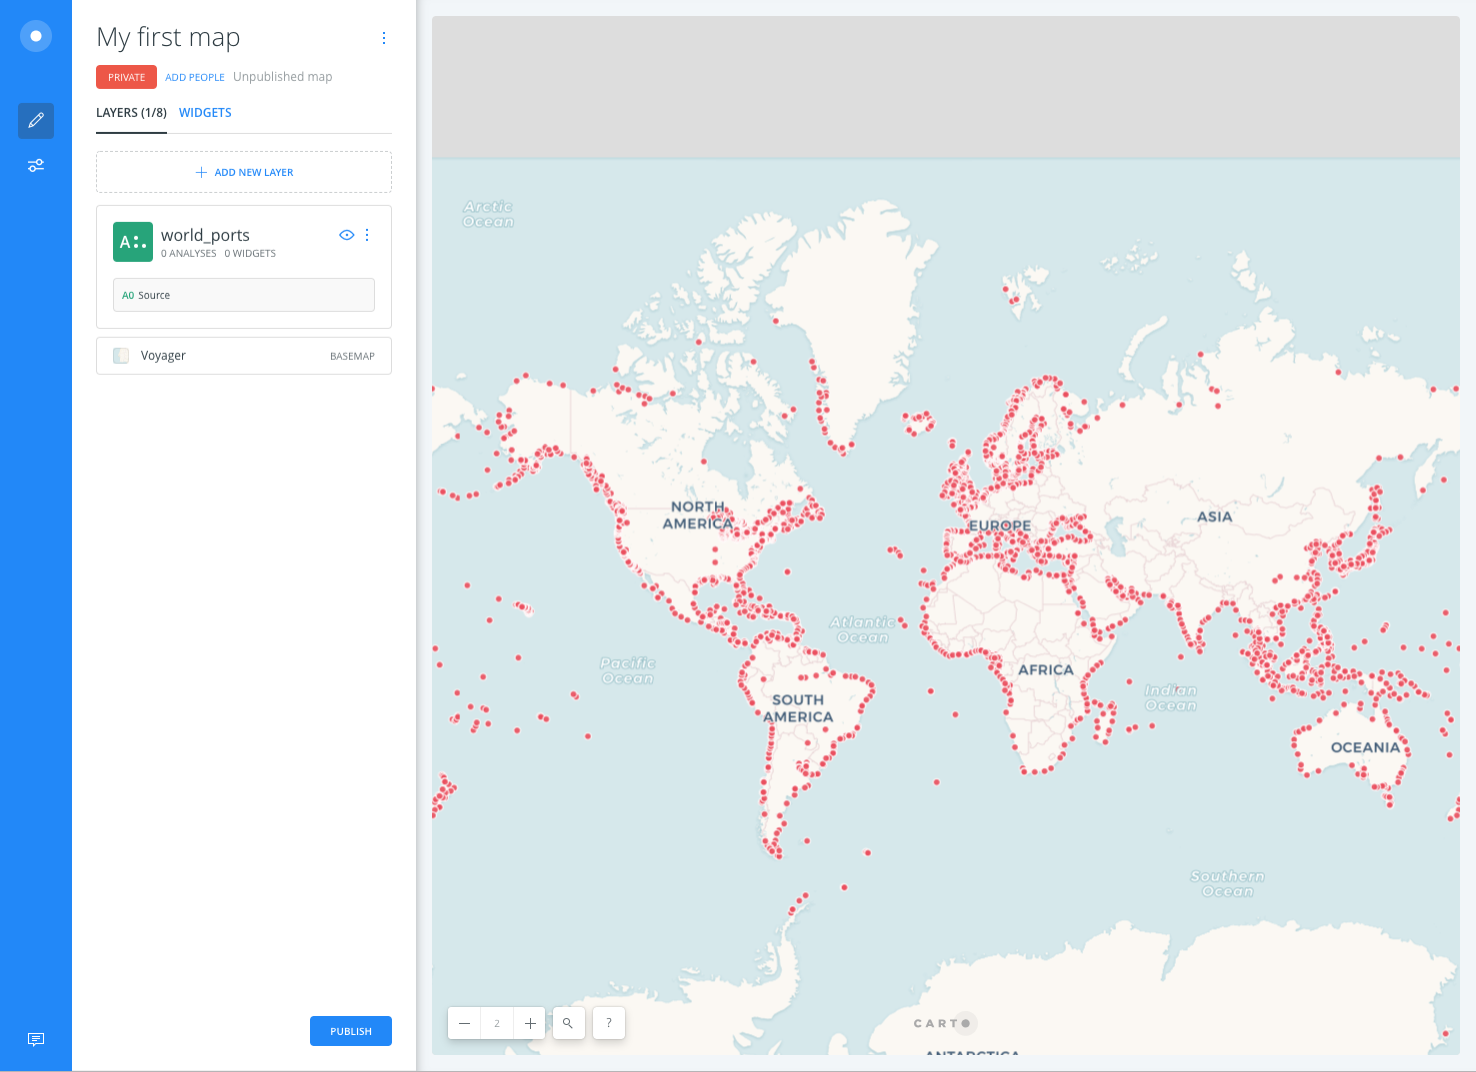 My first map
PRIVATE ADD PEOPLE Unpublished map
LAYERS (1/8) WIDGETS
ADD NEW LAYER
A
world_ports
0 ANALYSES 0 WIDGETS
A0 Source
Voyager BASEMAP
PUBLISH
Arctic
Ocean
NORTH
AMERICA
EUROPE
ASIA
Atlantic
Ocean
Pacific
Ocean
AFRICA
SOUTH
AMERICA
Indian
Ocean
OCEANIA
Southern
Ocean
2
?
CARTO
ANTARCTICA